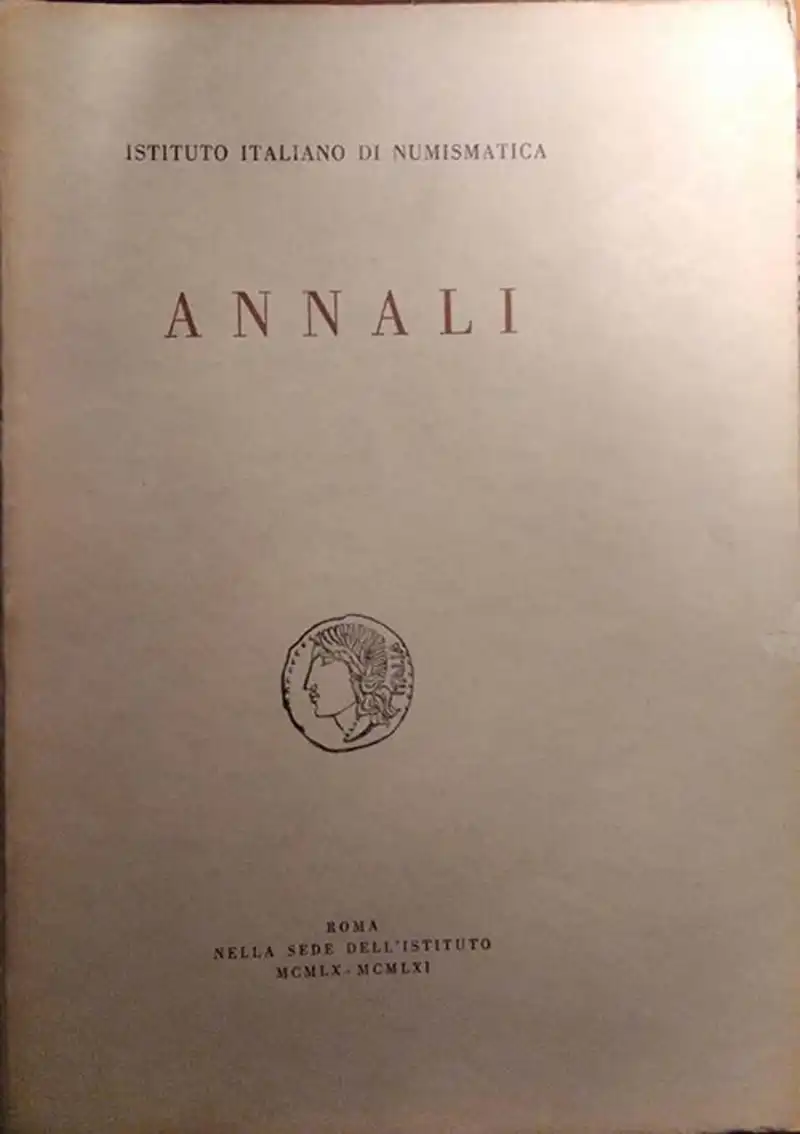 ISTITUTO ITALIANO DI NUMISMATICA
ANNALI
ROMA
NELLA SEDE DELL'ISTITUTO
MCMLX - MCMLXI